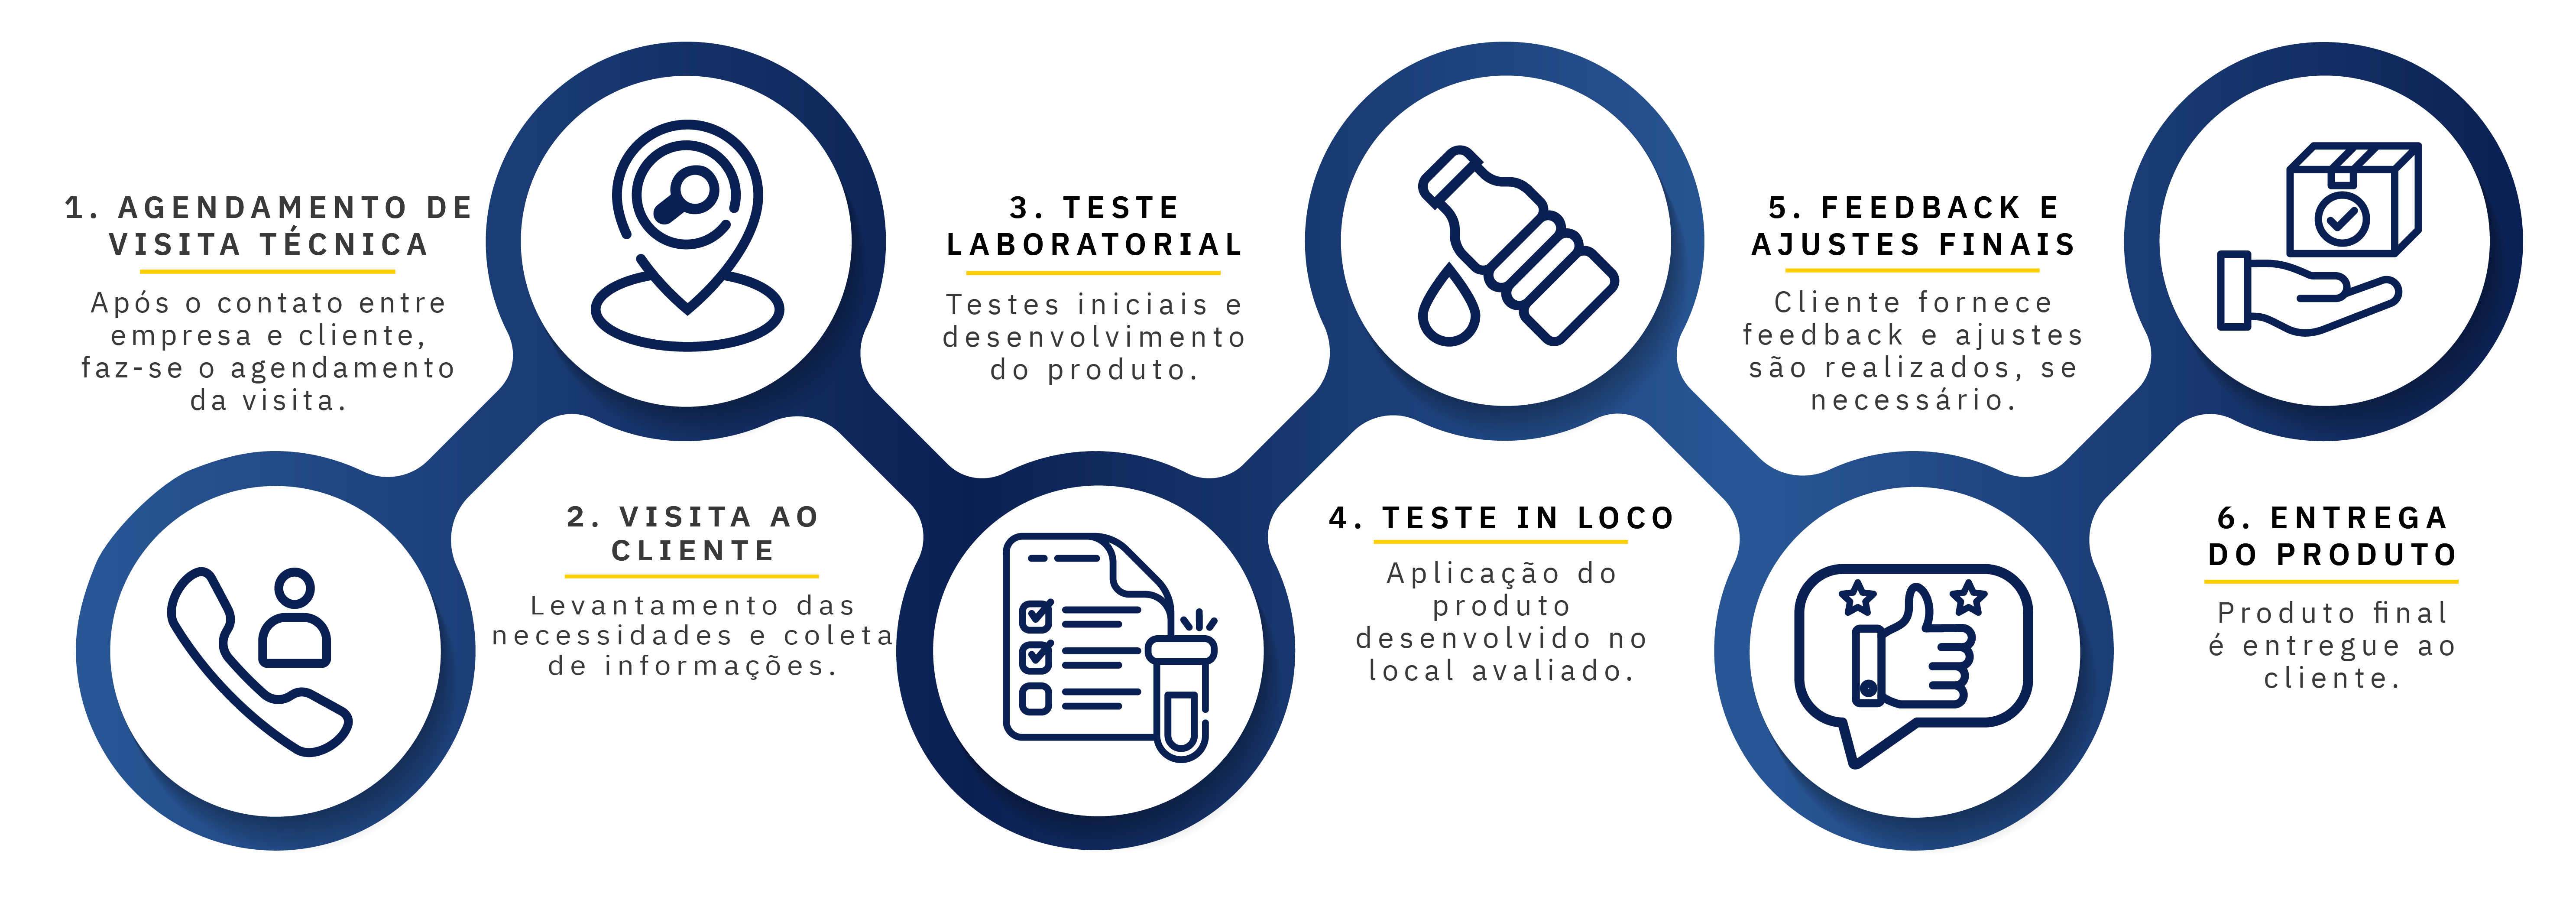 1. AGENDAMENTO DE
VISITA TÉCNICA
Após o contato entre
empresa e cliente,
faz-se o agendamento
da visita.
2. VISITA AO
CLIENTE
Levantamento das
necessidades e coleta
de informações.
3. TESTE
LABORATORIAL
Testes iniciais e
desenvolvimento
do produto.
4. TESTE IN LOCO
Aplicação do
produto
desenvolvido no
local avaliado.
5. FEEDBACK E
AJUSTES FINAIS
Cliente fornece
feedback e ajustes
são realizados, se
necessário.
6. ENTREGA
DO PRODUTO
Produto final
é entregue ao
cliente.